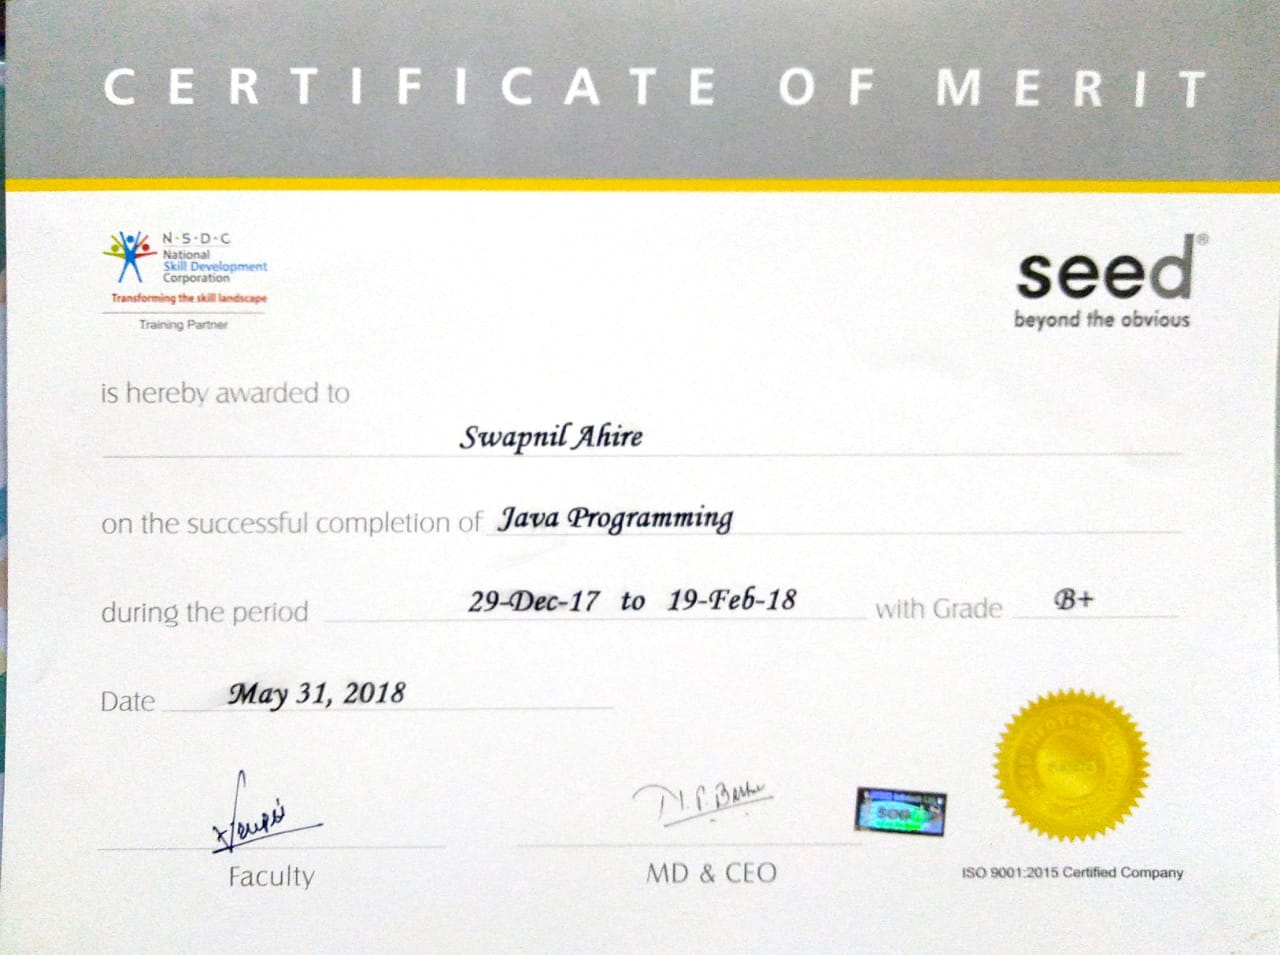 CERTIFICATE OF MERIT
N·S·D·C
National
Skill Development
Corporation
Transforming the skill landscape
Training Partner
seed®
beyond the obvious
is hereby awarded to
Swapnil Ahire
on the successful completion of Java Programming
during the period 29-Dec-17 to 19-Feb-18 with Grade B+
Date May 31, 2018
seed
Faculty
MD & CEO
ISO 9001:2015 Certified Company